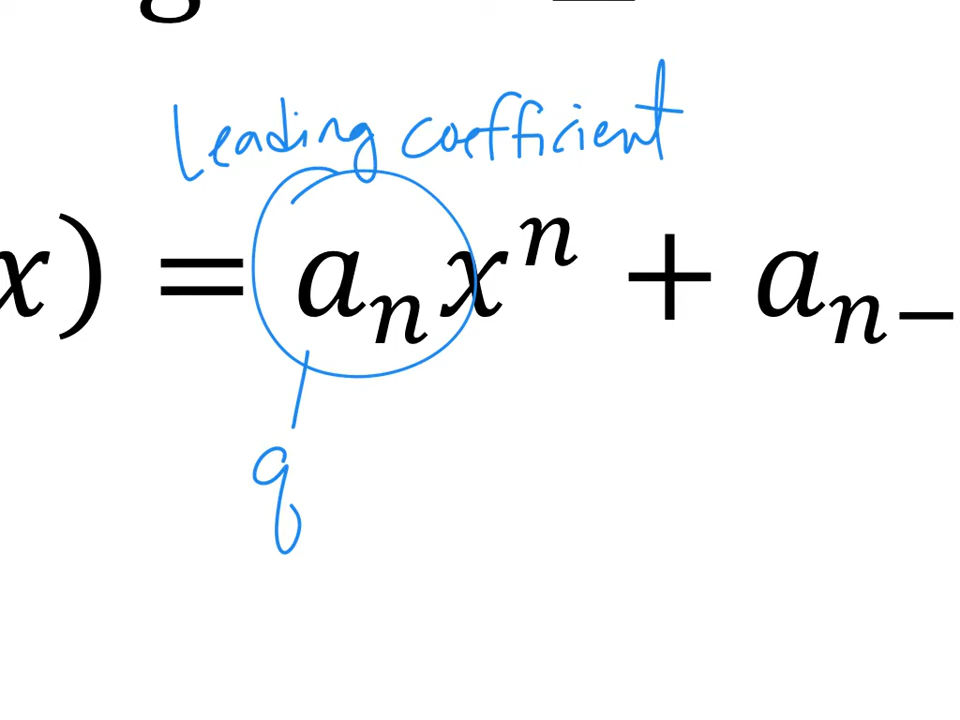 g
Leading coefficient
x) = aₙxⁿ + aₙ₋
q